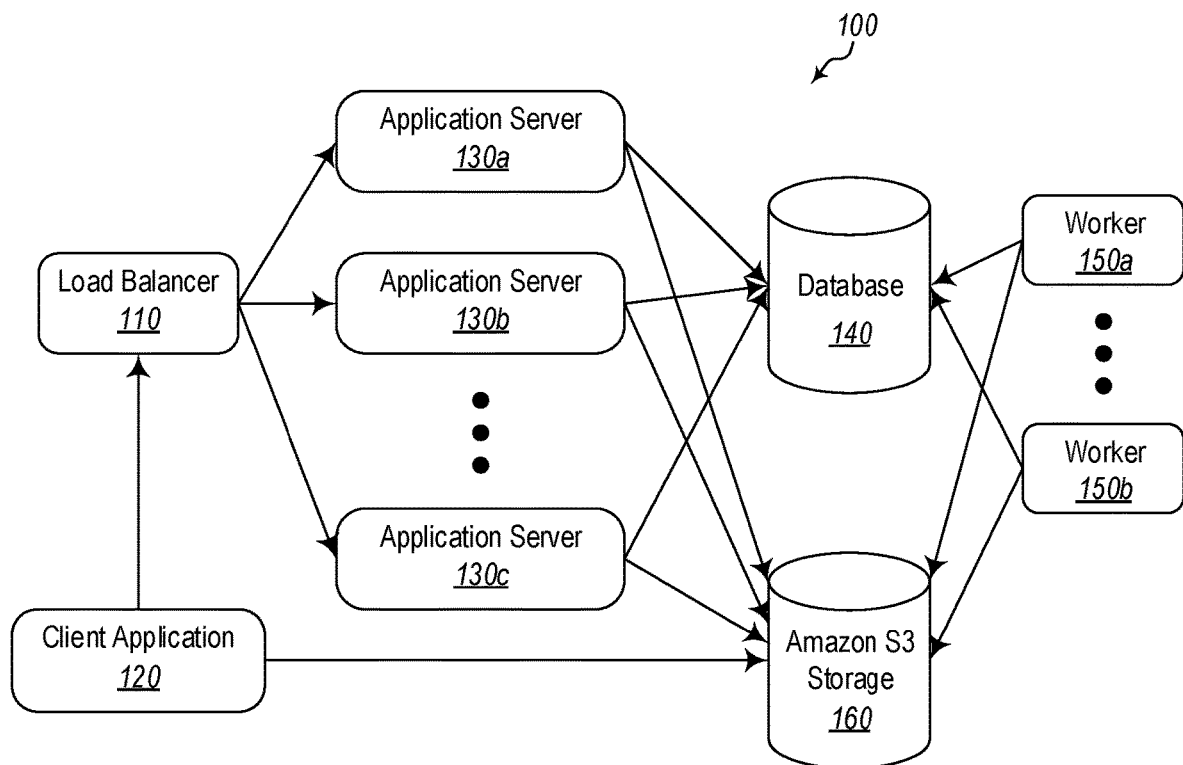 100
Application Server
130a
Load Balancer
110
Application Server
130b
Application Server
130c
Client Application
120
Database
140
Worker
150a
Worker
150b
Amazon S3
Storage
160